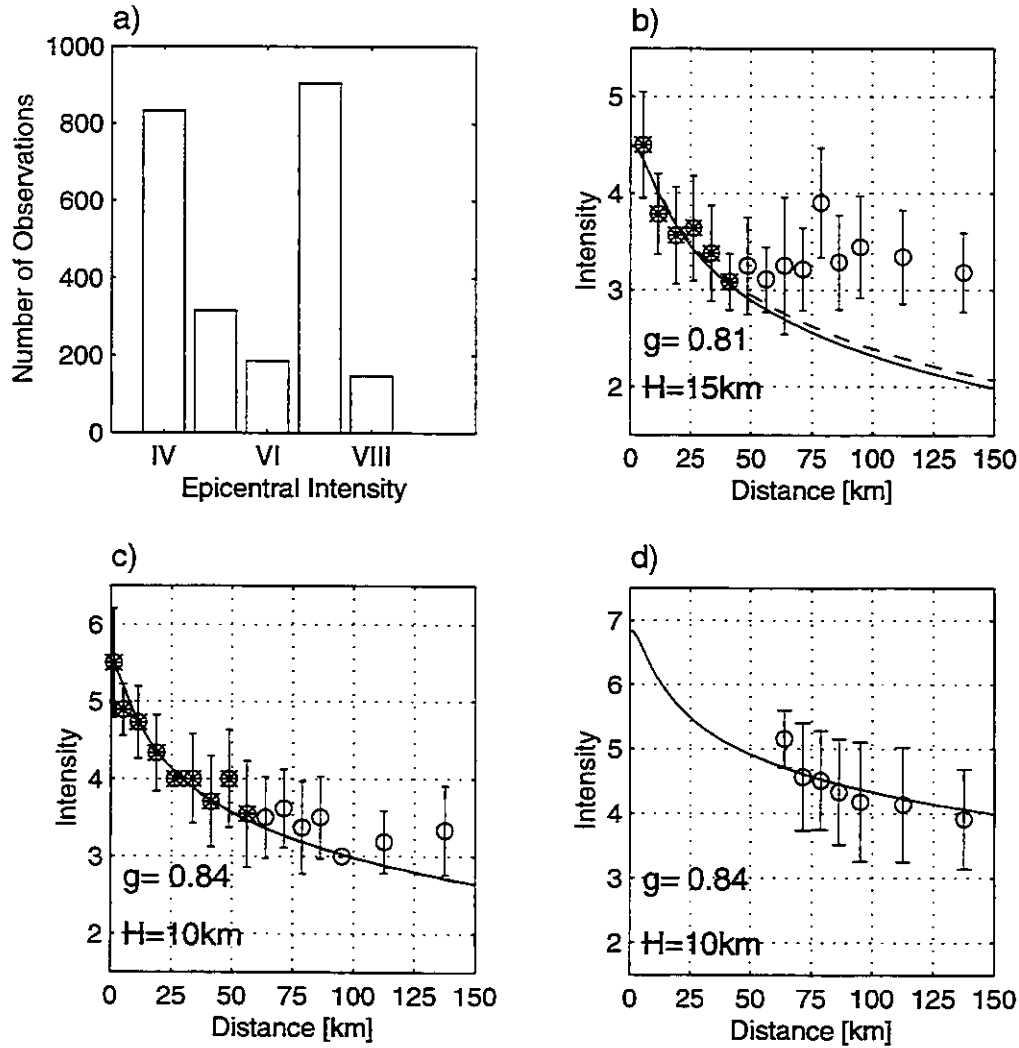 a)
1000
800
600
400
200
0
Number of Observations
IV VI VIII
Epicentral Intensity
b)
5
4
3
2
Intensity
g= 0.81
H=15km
0 25 50 75 100 125 150
Distance [km]
c)
6
5
4
3
2
Intensity
g= 0.84
H=10km
0 25 50 75 100 125 150
Distance [km]
d)
7
6
5
4
3
2
Intensity
g= 0.84
H=10km
0 25 50 75 100 125 150
Distance [km]